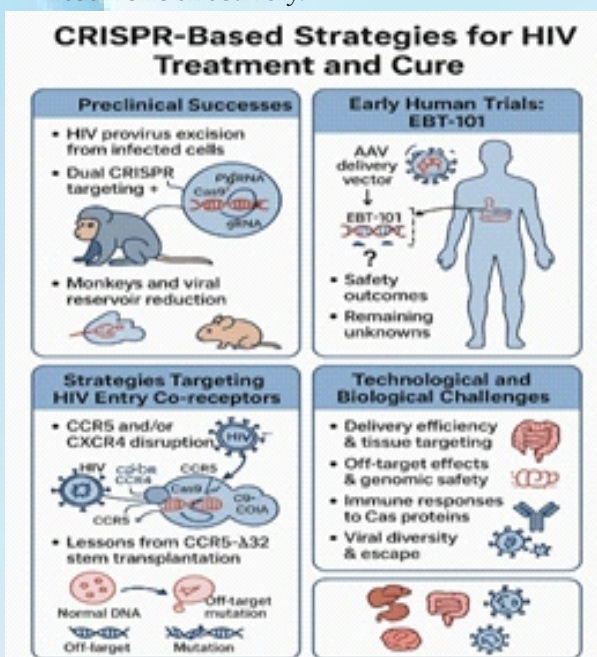 CRISPR-Based Strategies for HIV
Treatment and Cure
Preclinical Successes
• HIV provirus excision
from infected cells
• Dual CRISPR
targeting +
Cas9
gRNA
• Monkeys and viral
reservoir reduction
Early Human Trials:
EBT-101
AAV
delivery
vector
EBT-101
?
• Safety
outcomes
• Remaining
unknowns
Strategies Targeting
HIV Entry Co-receptors
• CCR5 and/or
CXCR4 disruption
HIV
HIV
CCR5
Cas9
CCR5
• Lessons from CCR5-Δ32
stem transplantation
Normal DNA
Off-target
mutation
Off-target
Mutation
Technological and
Biological Challenges
• Delivery efficiency
& tissue targeting
• Off-target effects
& genomic safety
• Immune responses
to Cas proteins
• Viral diversity
& escape